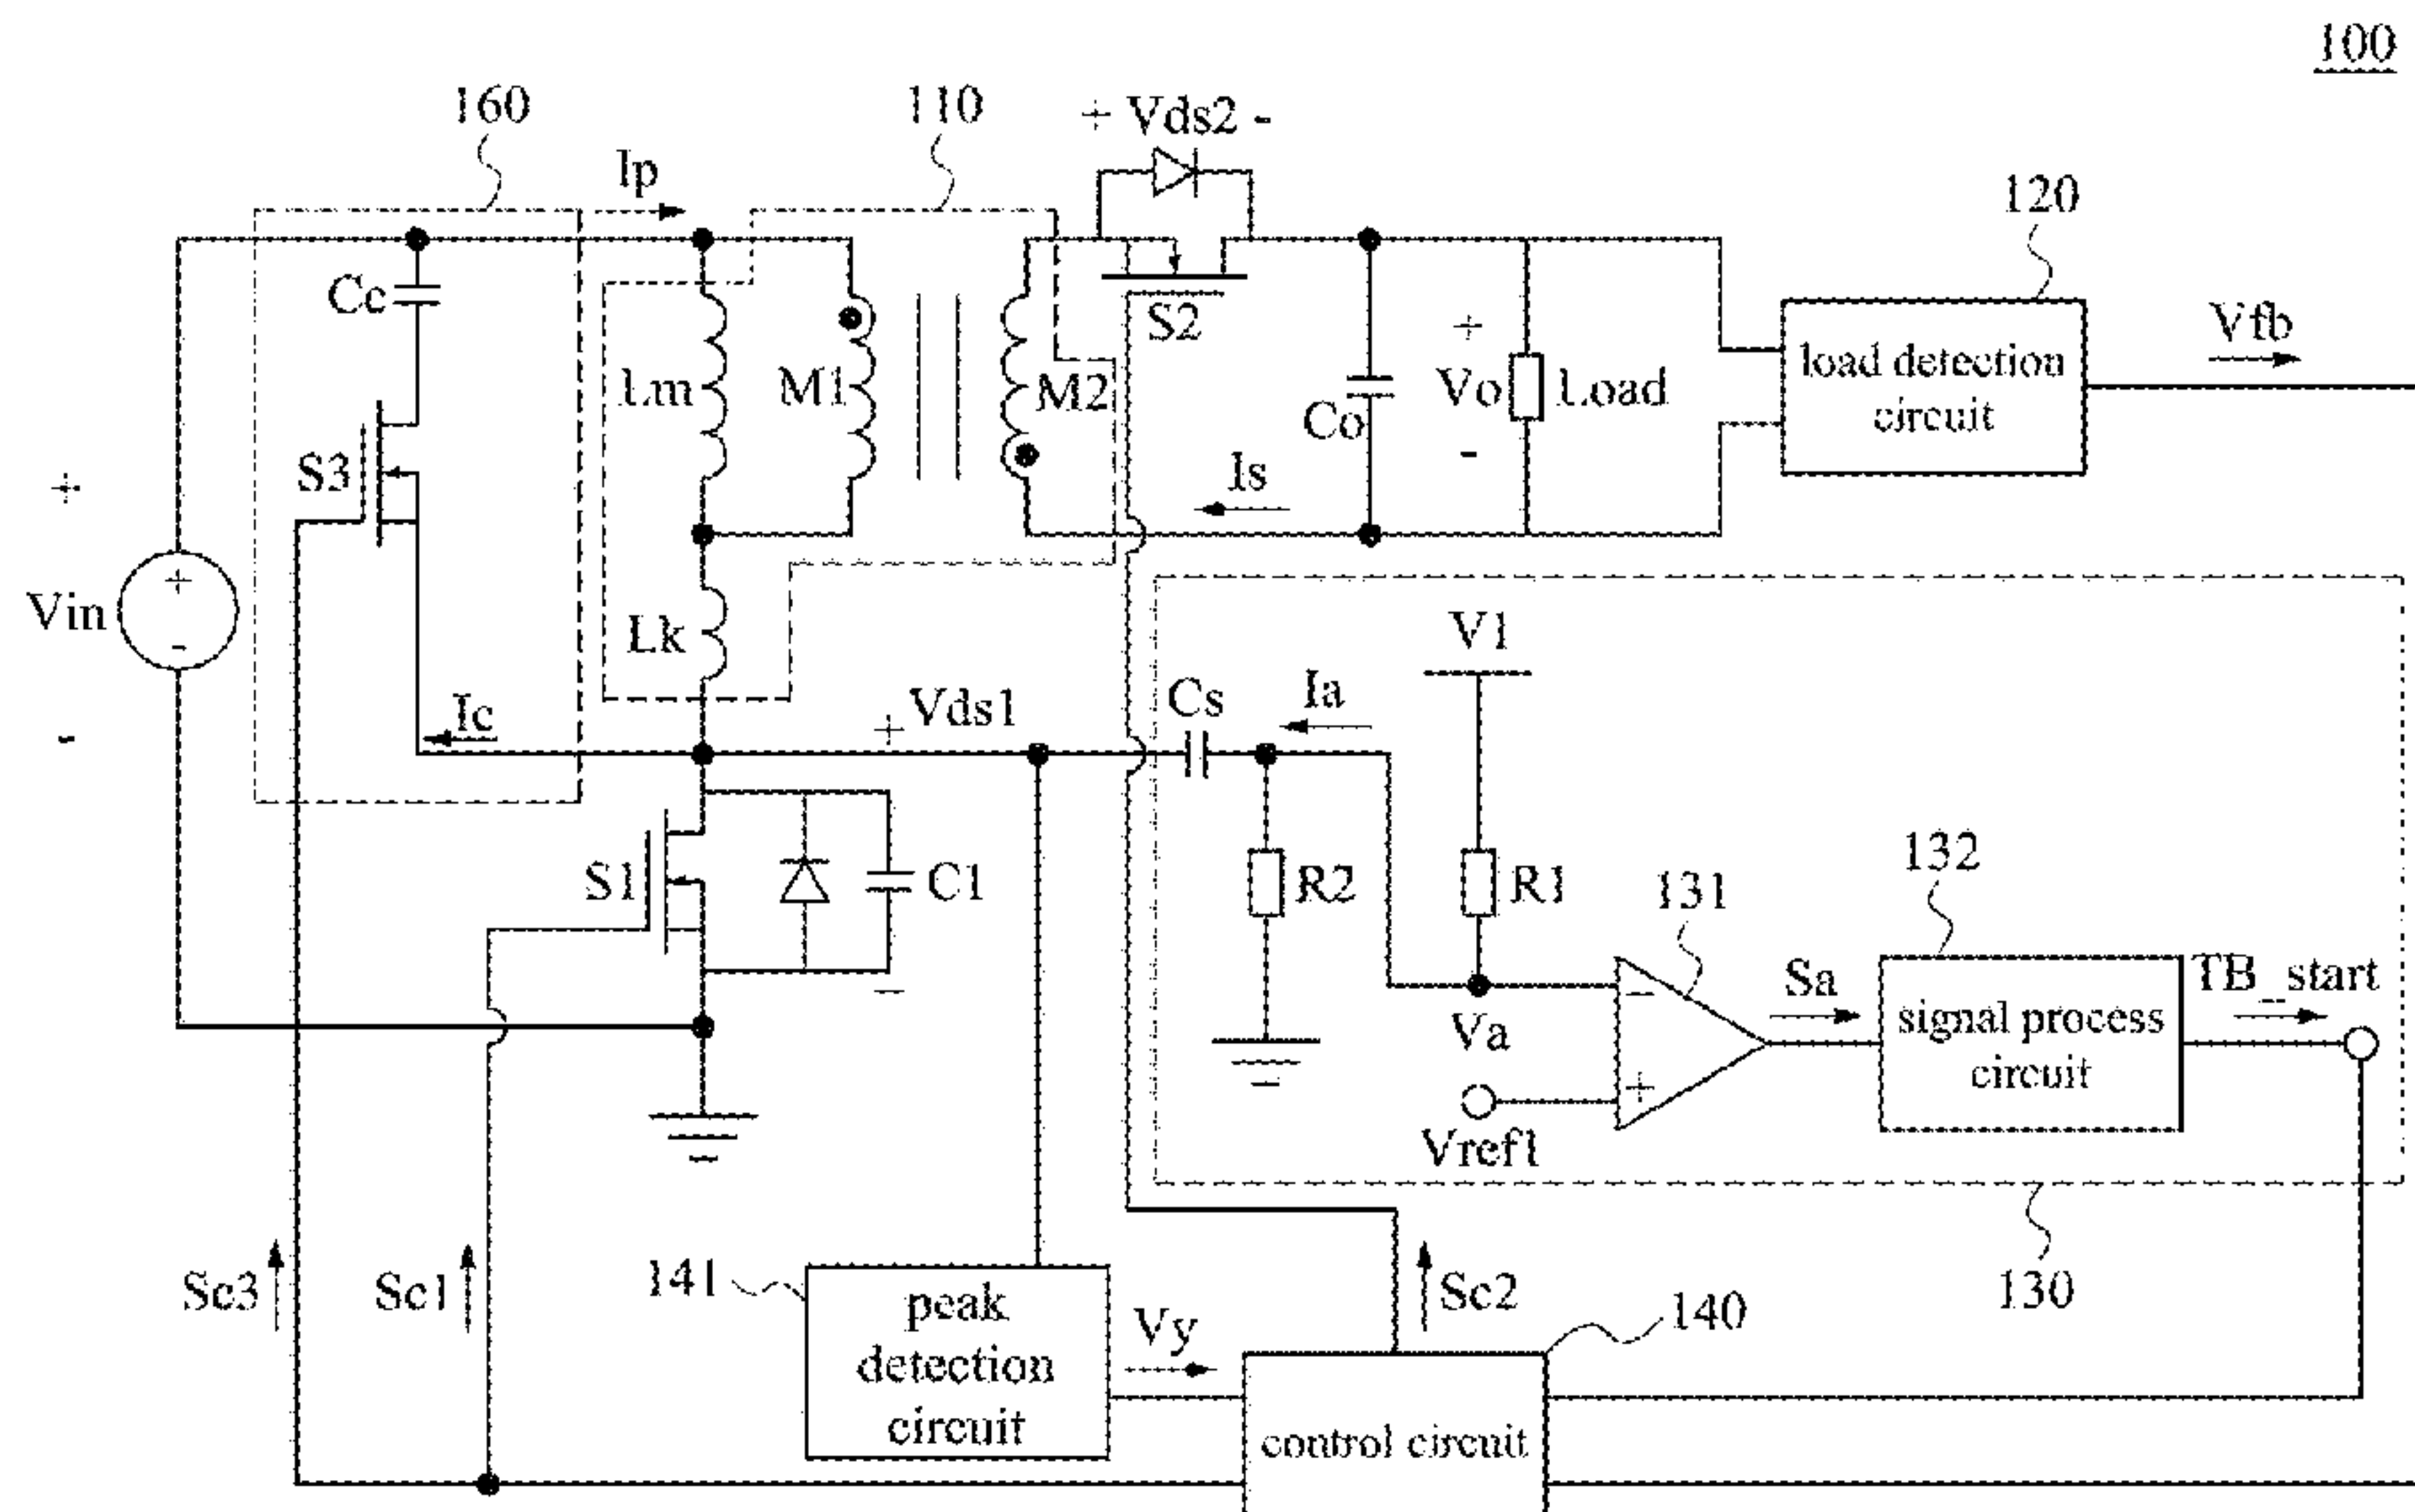 100
160
110
+ Vds2 -
Ip
120
Cc
S2
Vfb
Lm
M1
M2
+
Vo
-
Load
Co
load detection
circuit
S3
Is
+
Vin
-
+
-
Lk
V1
Ic
+ Vds1
Cs
Ia
S1
C1
-
R2
R1
131
132
Sa
TB_start
signal process
circuit
Va
-
+
Vref1
Sc3
Sc1
141
peak
detection
circuit
Vy
Sc2
140
130
control circuit